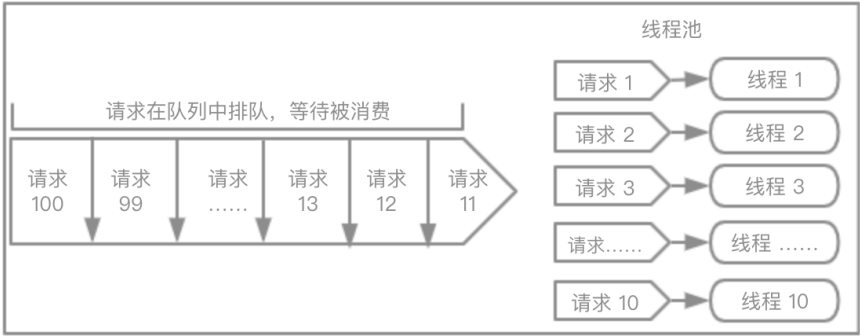 线程池
请求在队列中排队，等待被消费
请求
100
请求
99
请求
……
请求
13
请求
12
请求
11
请求 1
线程 1
请求 2
线程 2
请求 3
线程 3
请求……
线程 ……
请求 10
线程 10